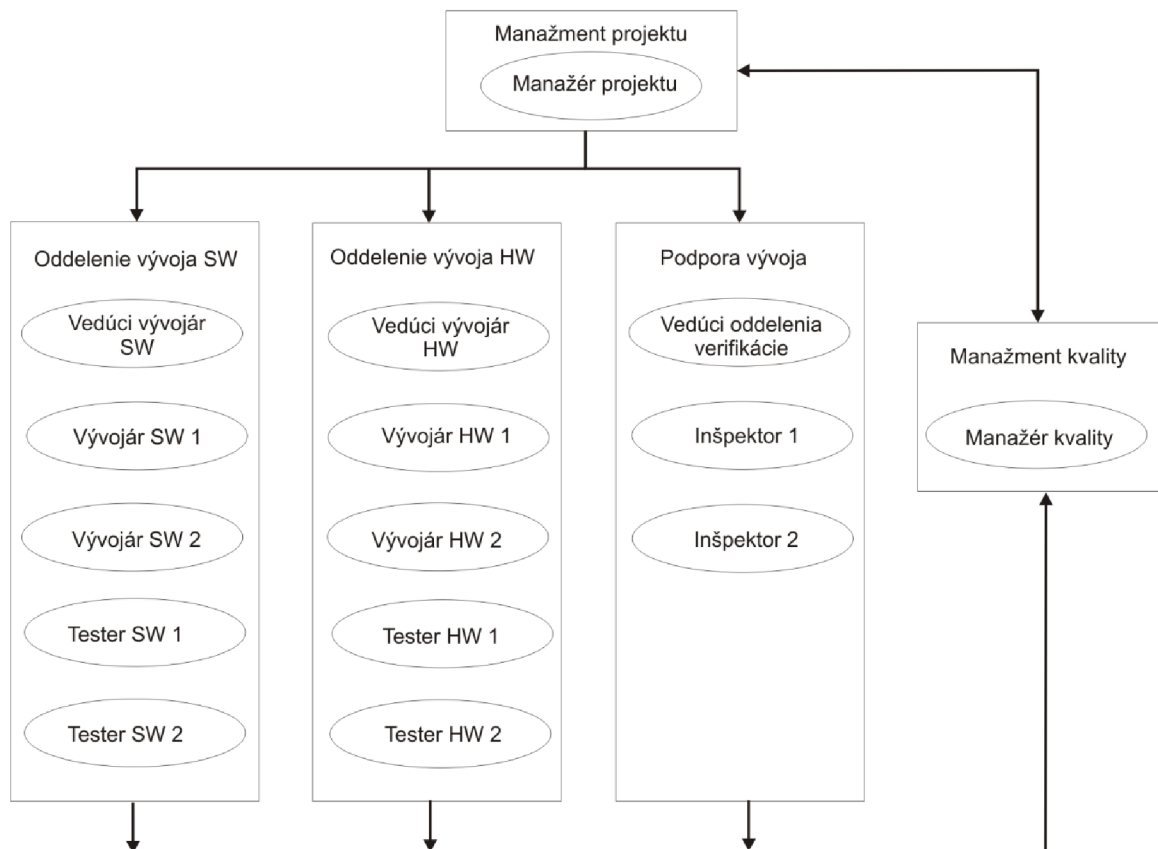 Manažment projektu
Manažér projektu
Oddelenie vývoja SW
Vedúci vývojár
SW
Vývojár SW 1
Vývojár SW 2
Tester SW 1
Tester SW 2
Oddelenie vývoja HW
Vedúci vývojár
HW
Vývojár HW 1
Vývojár HW 2
Tester HW 1
Tester HW 2
Podpora vývoja
Vedúci oddelenia
verifikácie
Inšpektor 1
Inšpektor 2
Manažment kvality
Manažér kvality